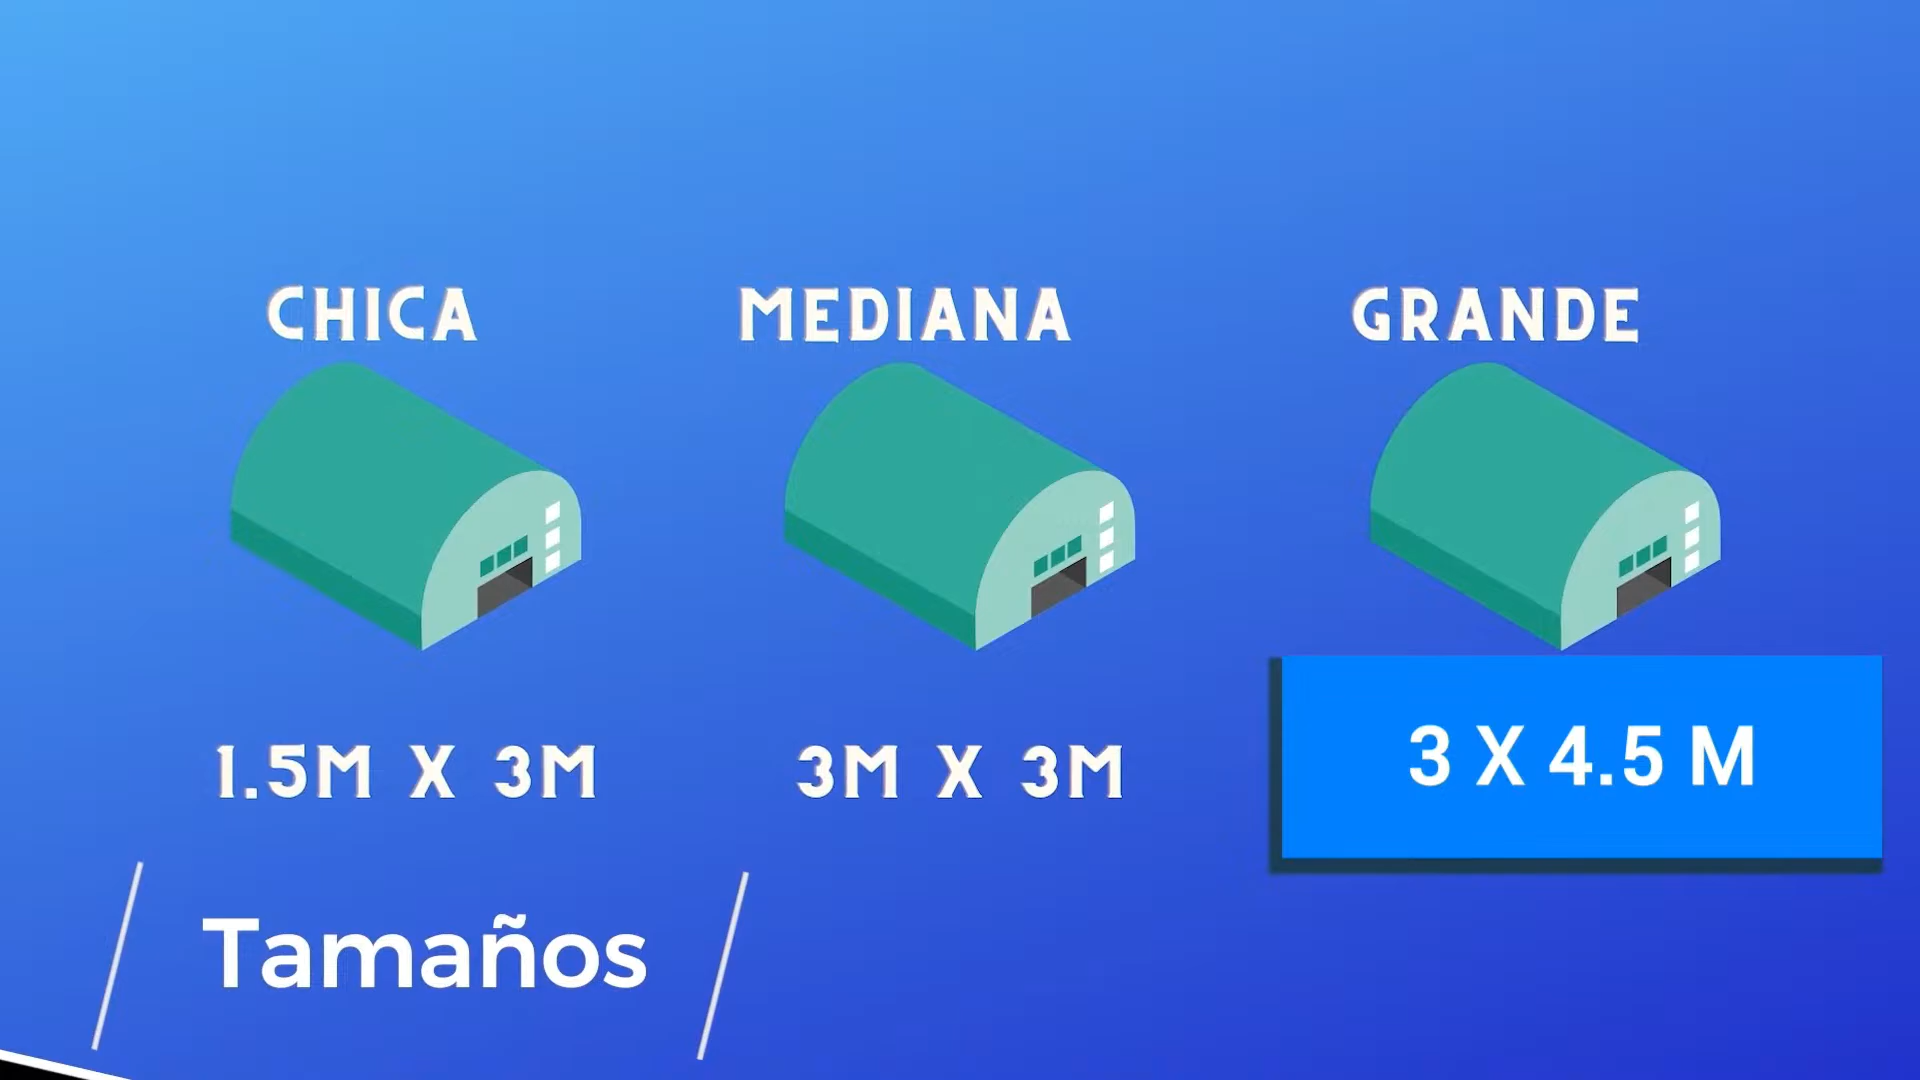 CHICA
MEDIANA
GRANDE
1.5M X 3M
3M X 3M
3 X 4.5 M
Tamaños